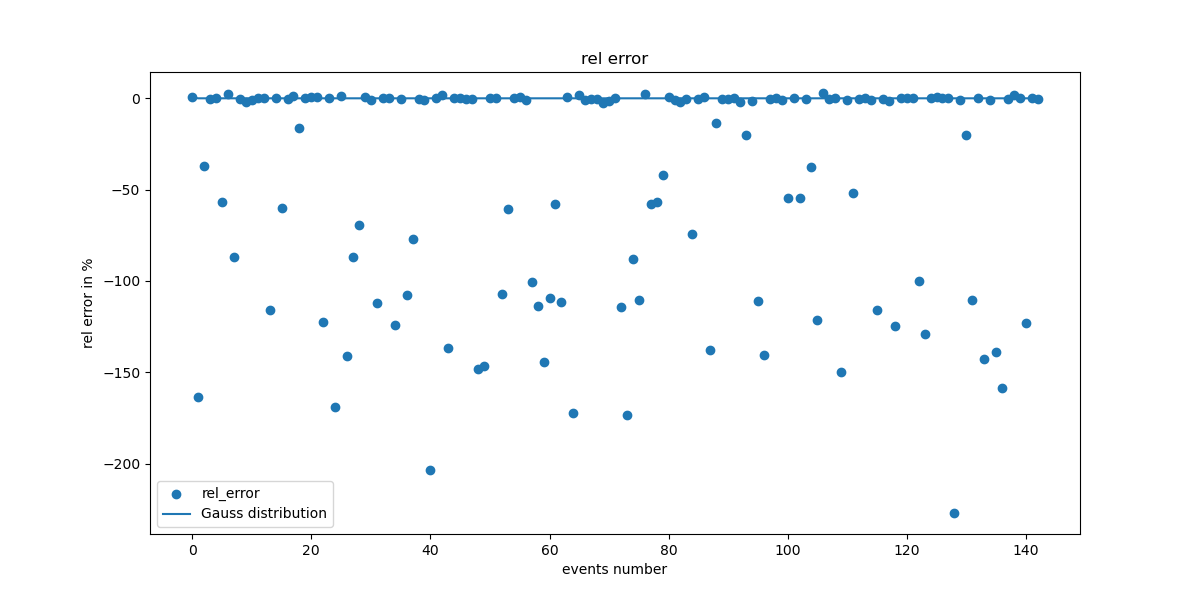 rel error
rel error in %
0
−50
−100
−150
−200
rel_error
Gauss distribution
0 20 40 60 80 100 120 140
events number